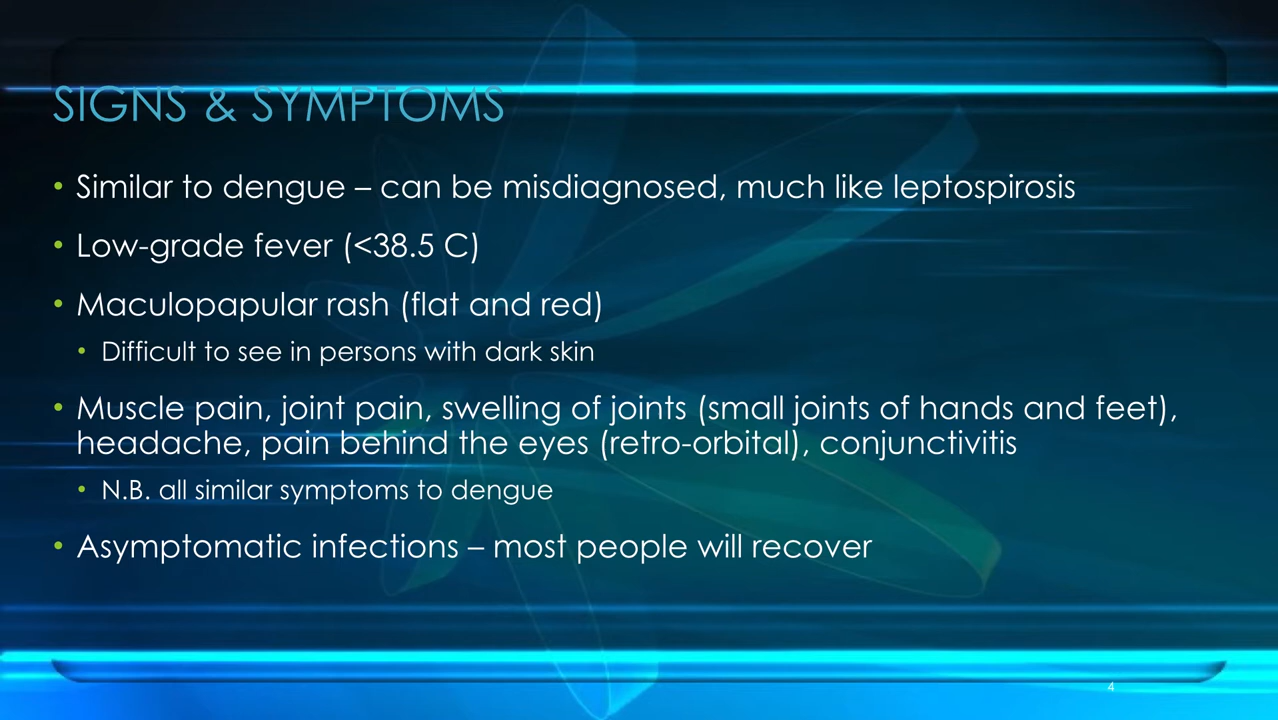 SIGNS & SYMPTOMS
• Similar to dengue – can be misdiagnosed, much like leptospirosis
• Low-grade fever (<38.5 C)
• Maculopapular rash (flat and red)
• Difficult to see in persons with dark skin
• Muscle pain, joint pain, swelling of joints (small joints of hands and feet),
headache, pain behind the eyes (retro-orbital), conjunctivitis
• N.B. all similar symptoms to dengue
• Asymptomatic infections – most people will recover
4